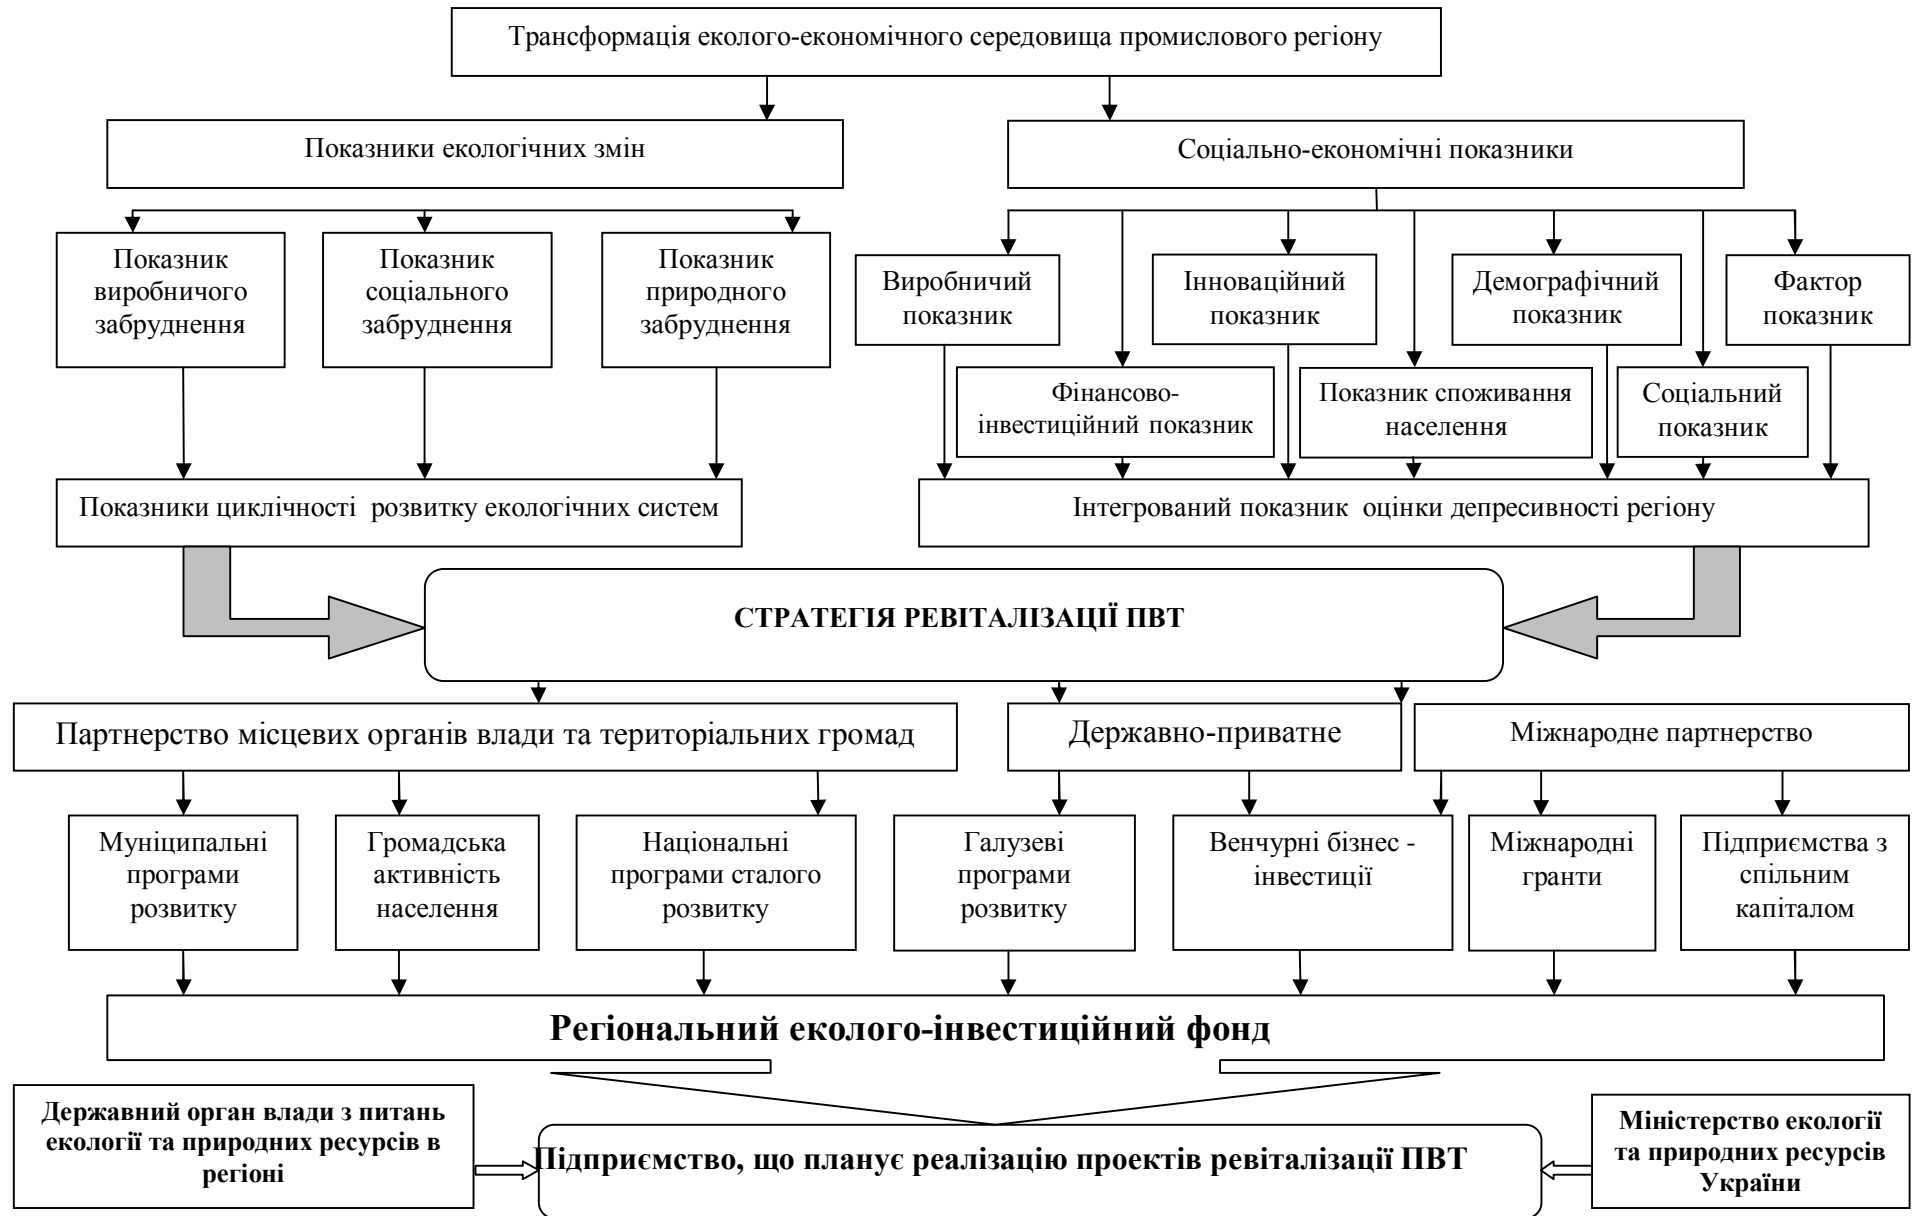 Трансформація еколого-економічного середовища промислового регіону
Показники екологічних змін
Соціально-економічні показники
Показник
виробничого
забруднення
Показник
соціального
забруднення
Показник
природного
забруднення
Виробничий
показник
Інноваційний
показник
Демографічний
показник
Фактор
показник
Фінансово-
інвестиційний показник
Показник споживання
населення
Соціальний
показник
Показники циклічності розвитку екологічних систем
Інтегрований показник оцінки депресивності регіону
СТРАТЕГІЯ РЕВІТАЛІЗАЦІЇ ПВТ
Партнерство місцевих органів влади та територіальних громад
Державно-приватне
Міжнародне партнерство
Муніципальні
програми
розвитку
Громадська
активність
населення
Національні
програми сталого
розвитку
Галузеві
програми
розвитку
Венчурні бізнес -
інвестиції
Міжнародні
гранти
Підприємства з
спільним
капіталом
Регіональний еколого-інвестиційний фонд
Державний орган влади з питань
екології та природних ресурсів в
регіоні
Підприємство, що планує реалізацію проектів ревіталізації ПВТ
Міністерство екології
та природних ресурсів
України